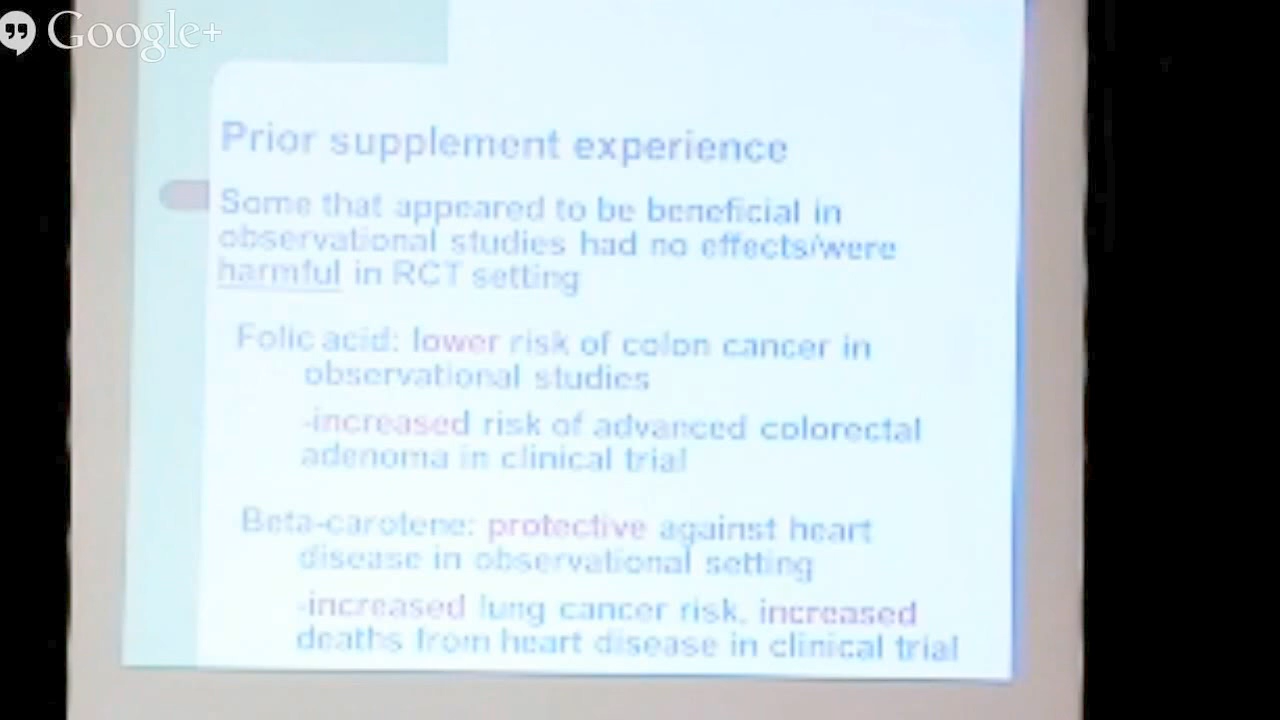 Google+
Prior supplement experience
Some that appeared to be beneficial in
observational studies had no effects/were
harmful in RCT setting
Folic acid: lower risk of colon cancer in
observational studies
-increased risk of advanced colorectal
adenoma in clinical trial
Beta-carotene: protective against heart
disease in observational setting
-increased lung cancer risk, increased
deaths from heart disease in clinical trial